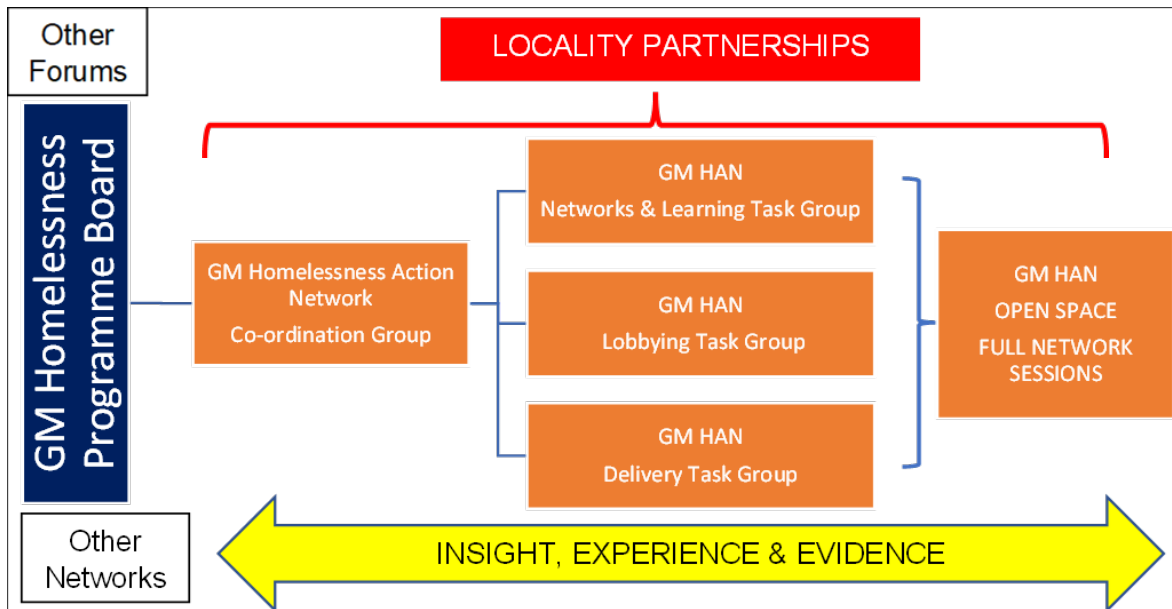 Other
Forums
LOCALITY PARTNERSHIPS
GM Homelessness
Programme Board
GM Homelessness Action
Network
Co-ordination Group
GM HAN
Networks & Learning Task Group
GM HAN
Lobbying Task Group
GM HAN
Delivery Task Group
GM HAN
OPEN SPACE
FULL NETWORK
SESSIONS
Other
Networks
INSIGHT, EXPERIENCE & EVIDENCE